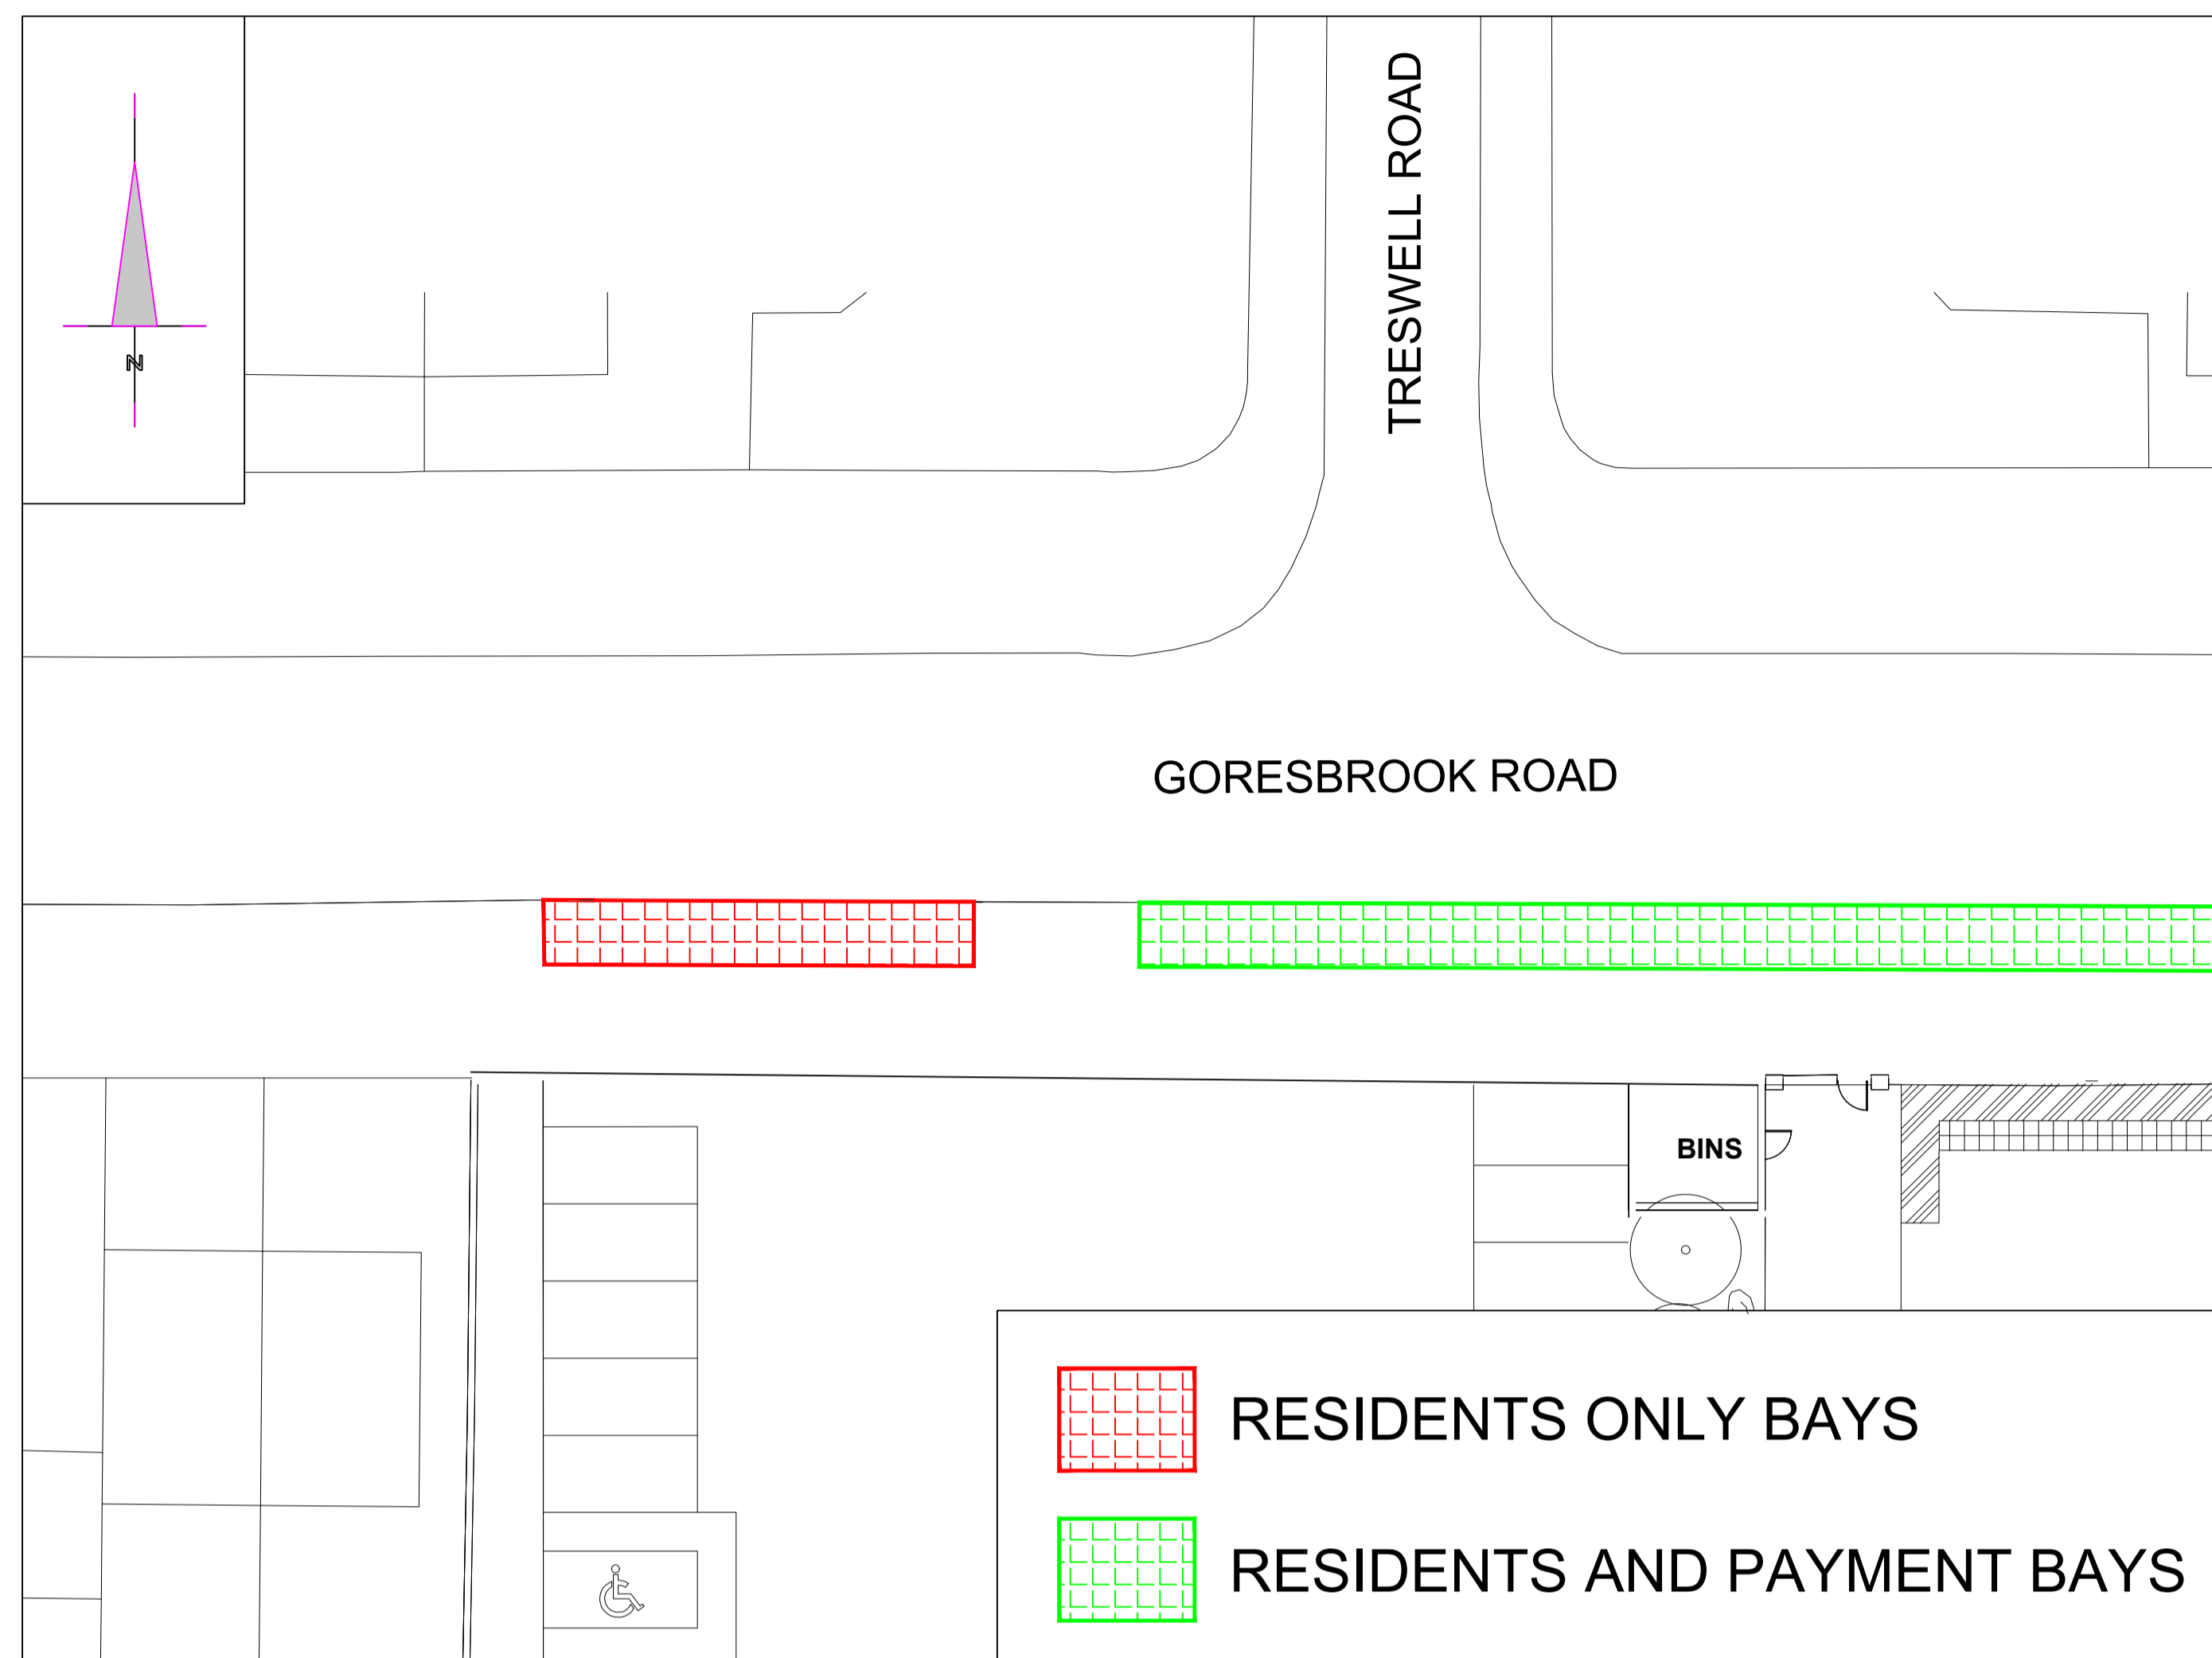 TRESWELL ROAD
N
GORESBROOK ROAD
BINS
RESIDENTS ONLY BAYS
RESIDENTS AND PAYMENT BAYS